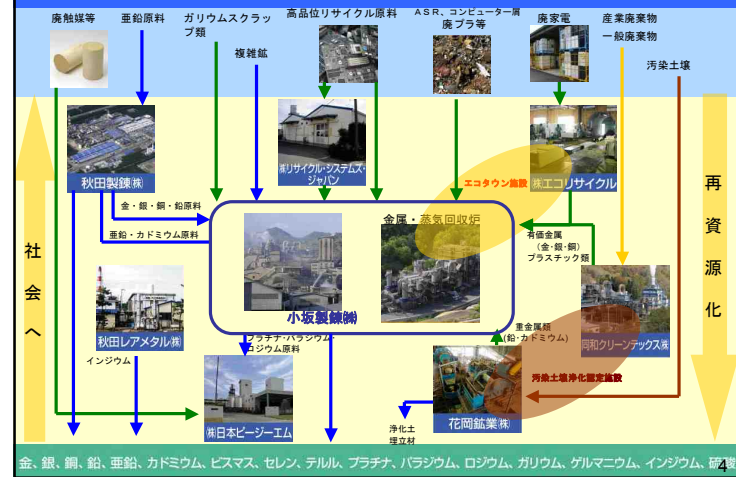 廃触媒等
亜鉛原料
ガリウムスクラッ
プ類
複雑鉱
高品位リサイクル原料
ASR、コンピューター屑
廃プラ等
廃家電
産業廃棄物
一般廃棄物
汚染土壌
秋田製錬㈱
㈱リサイクル・システムズ・
ジャパン
エコタウン施設
㈱エコリサイクル
金・銀・銅・鉛原料
亜鉛・カドミウム原料
金属・蒸気回収炉
有価金属
(金・銀・銅)
プラスチック類
社会へ
再資源化
小坂製錬㈱
秋田レアメタル㈱
インジウム
プラチナ・パラジウム・
ロジウム原料
重金属類
(鉛・カドミウム)
同和クリーンテックス㈱
汚染土壌浄化認定施設
㈱日本ピージーエム
花岡鉱業㈱
浄化土
埋立材
金、銀、銅、鉛、亜鉛、カドミウム、ビスマス、セレン、テルル、プラチナ、パラジウム、ロジウム、ガリウム、ゲルマニウム、インジウム、硫酸
4